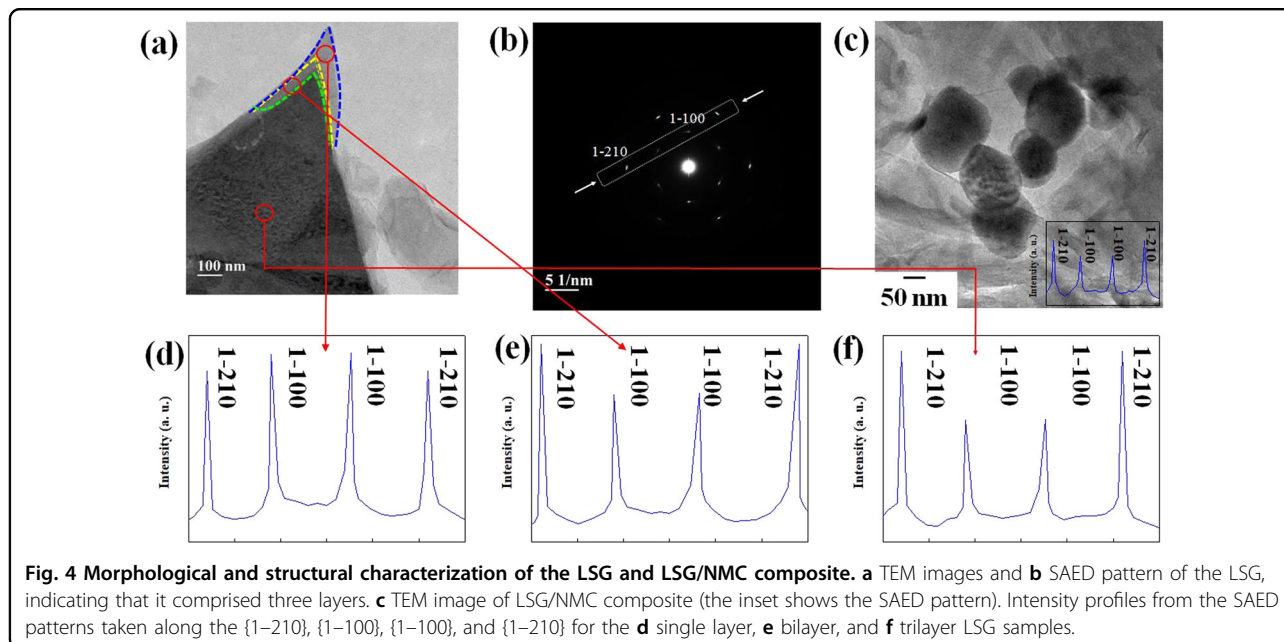 (a)
100 nm
(b)
1-100
1-210
5 1/nm
(c)
50 nm
Intensity (a. u.)
1-210
1-100
1-100
1-210
(d)
Intensity (a. u.)
1-210
1-100
1-100
1-210
(e)
Intensity (a. u.)
1-210
1-100
1-100
1-210
(f)
Intensity (a. u.)
1-210
1-100
1-100
1-210
Fig. 4 Morphological and structural characterization of the LSG and LSG/NMC composite. a TEM images and b SAED pattern of the LSG,
indicating that it comprised three layers. c TEM image of LSG/NMC composite (the inset shows the SAED pattern). Intensity profiles from the SAED
patterns taken along the {1–210}, {1–100}, {1–100}, and {1–210} for the d single layer, e bilayer, and f trilayer LSG samples.